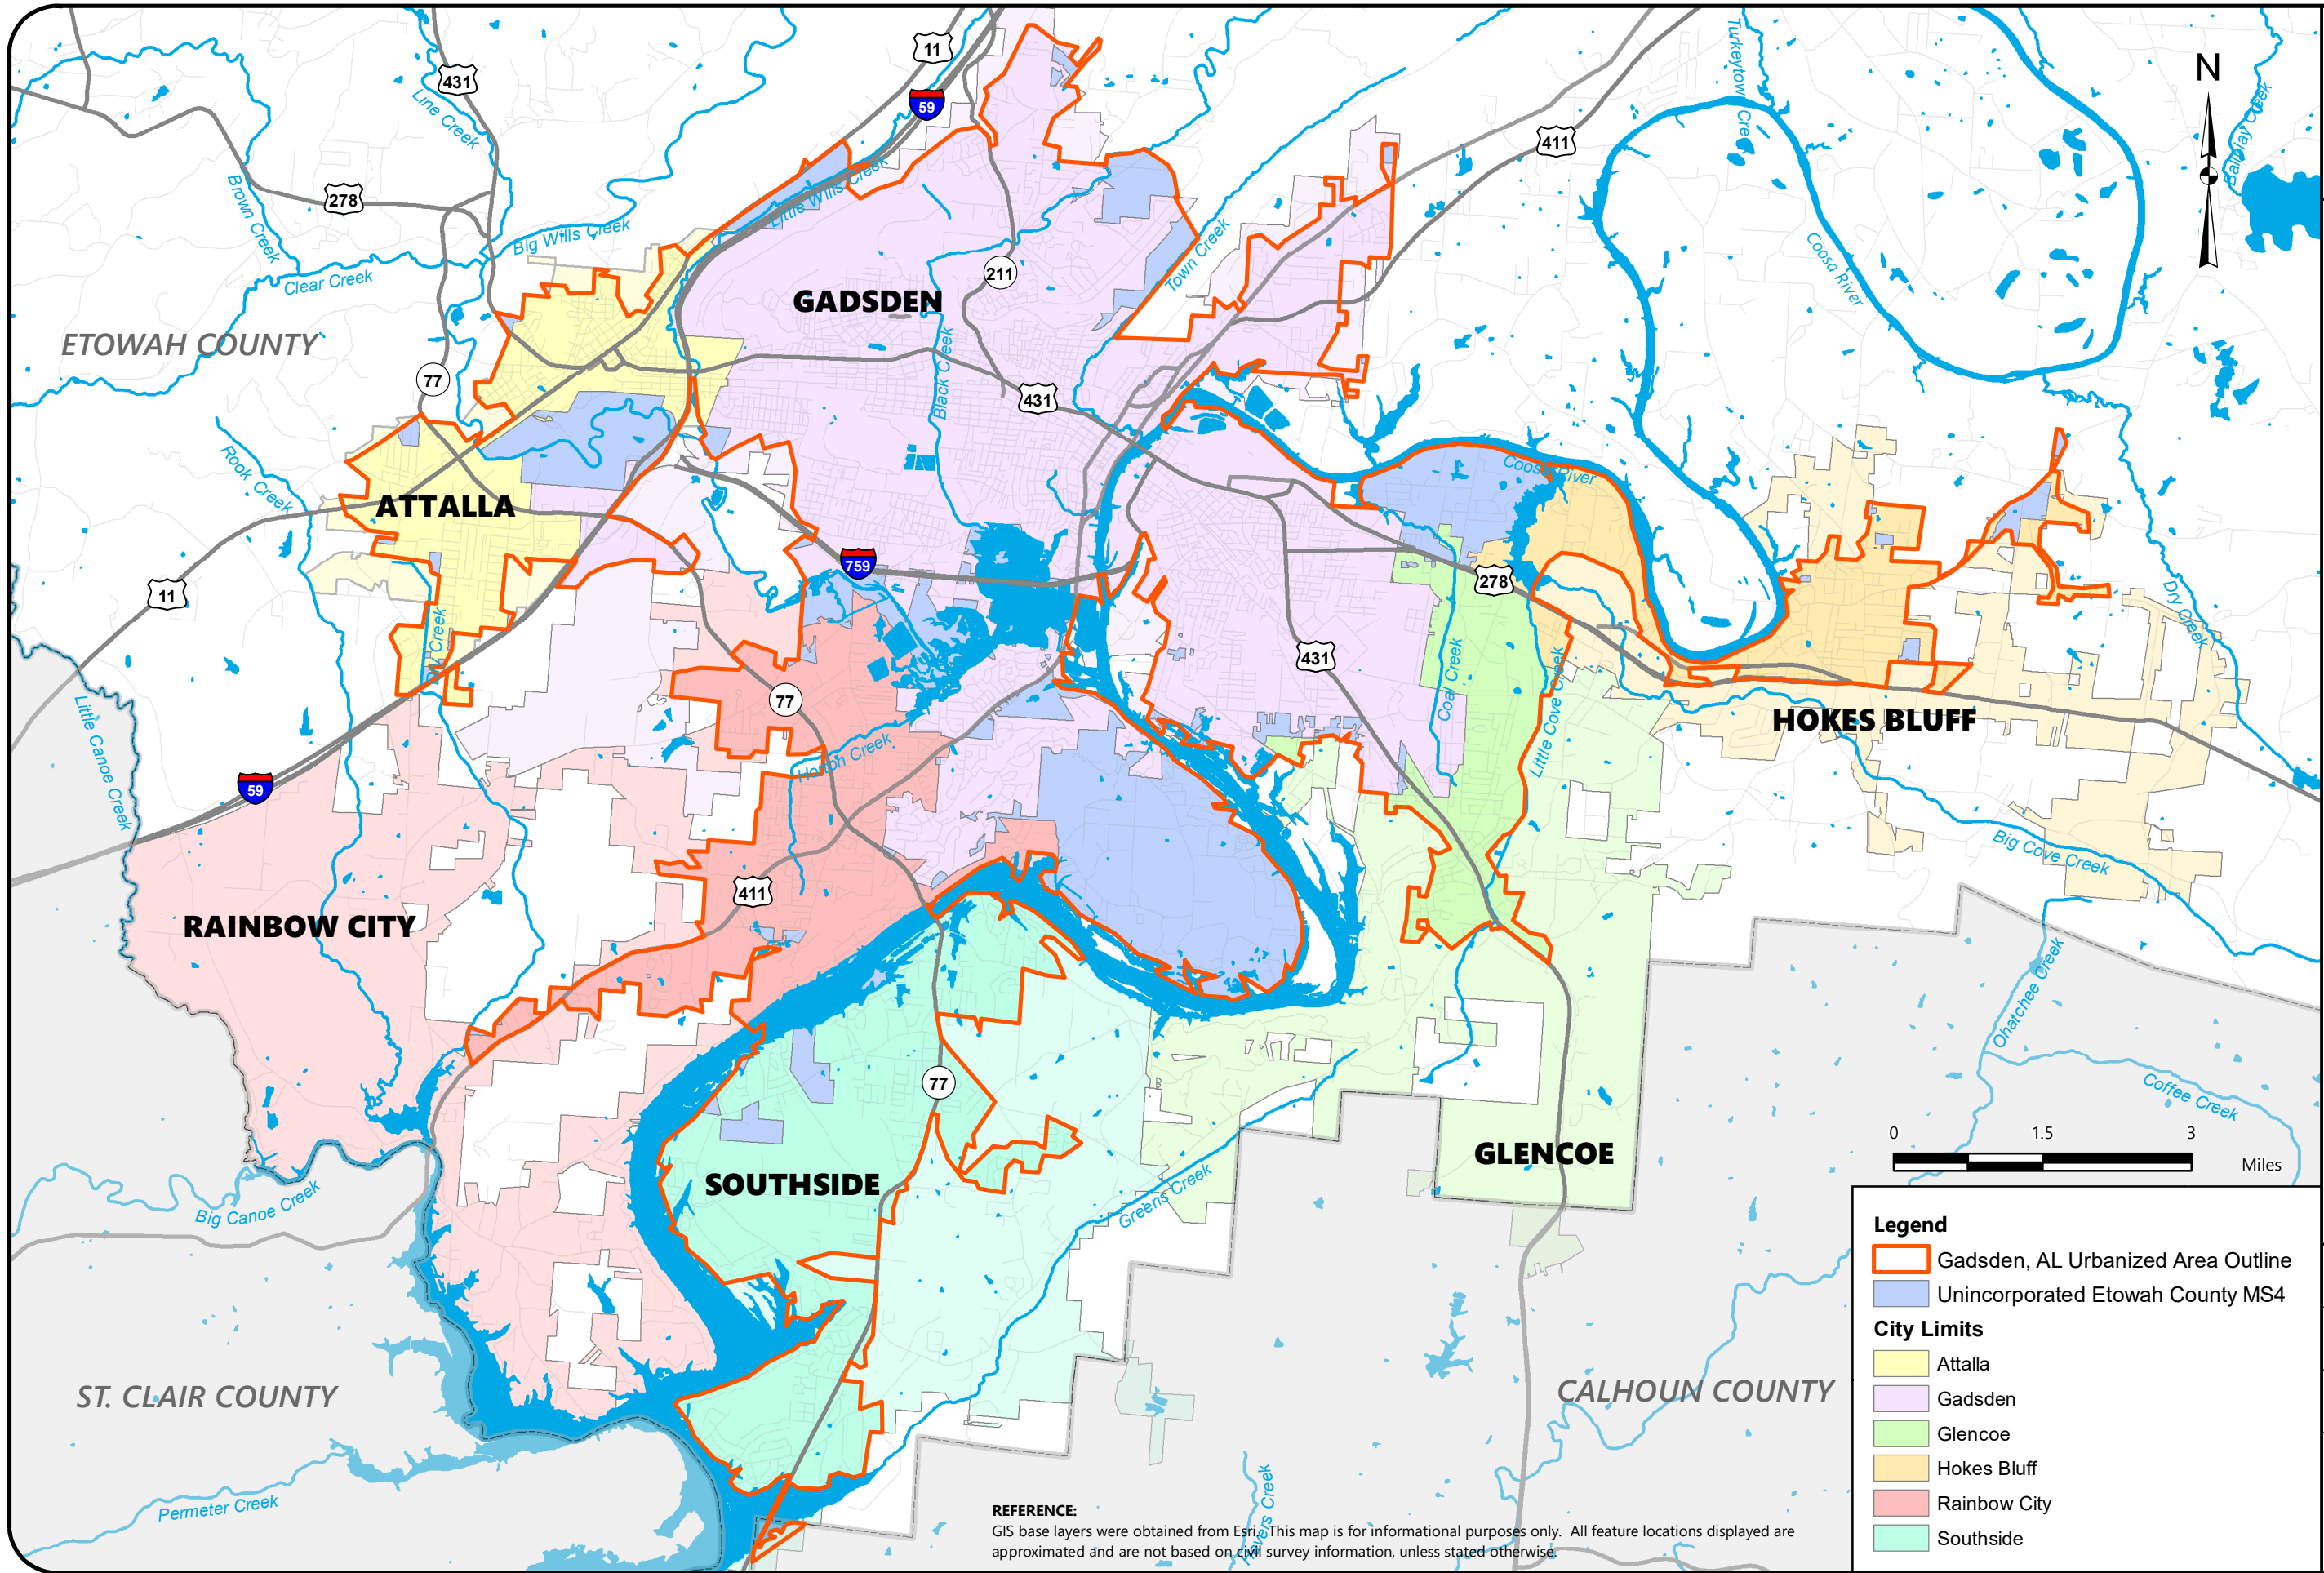 11
431
59
Line Creek
Turkeytown Creek
N
Ballplay Creek
411
278
Brown Creek
Little Wills Creek
Big Wills Creek
Clear Creek
Town Creek
211
Coosa River
GADSDEN
ETOWAH COUNTY
77
Black Creek
431
Rook Creek
Coosa River
ATTALLA
759
278
11
Dry Creek
431
Coal Creek
Little Cove Creek
77
HOKES BLUFF
Little Canoe Creek
Horton Creek
59
Big Cove Creek
411
RAINBOW CITY
Ohatchee Creek
77
Coffee Creek
GLENCOE
0 1.5 3
Miles
SOUTHSIDE
Greens Creek
Big Canoe Creek
Legend
Gadsden, AL Urbanized Area Outline
Unincorporated Etowah County MS4
City Limits
Attalla
Gadsden
Glencoe
Hokes Bluff
Rainbow City
Southside
ST. CLAIR COUNTY
CALHOUN COUNTY
Permeter Creek
REFERENCE:
GIS base layers were obtained from Esri. This map is for informational purposes only. All feature locations displayed are
approximated and are not based on civil survey information, unless stated otherwise.